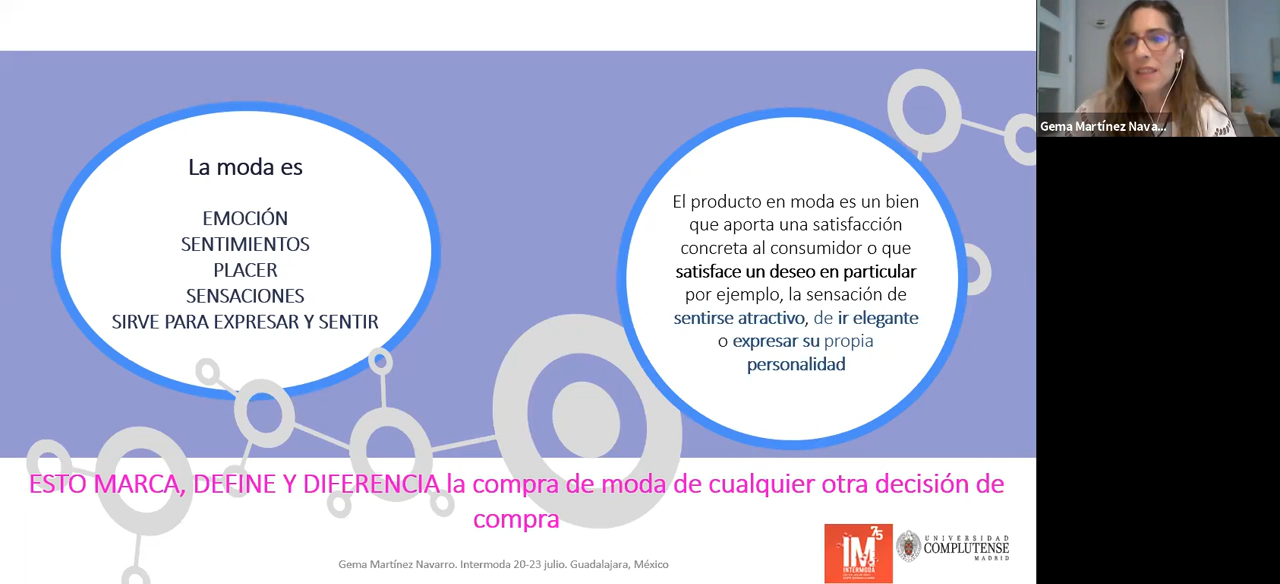 La moda es
EMOCIÓN
SENTIMIENTOS
PLACER
SENSACIONES
SIRVE PARA EXPRESAR Y SENTIR
El producto en moda es un bien
que aporta una satisfacción
concreta al consumidor o que
satisface un deseo en particular
por ejemplo, la sensación de
sentirse atractivo, de ir elegante
o expresar su propia
personalidad
ESTO MARCA, DEFINE Y DIFERENCIA la compra de moda de cualquier otra decisión de
compra
Gema Martínez Navarro. Intermoda 20-23 julio. Guadalajara, México
IM
75
INTERMODA
UNIVERSIDAD
COMPLUTENSE
MADRID
Gema Martínez Nava...